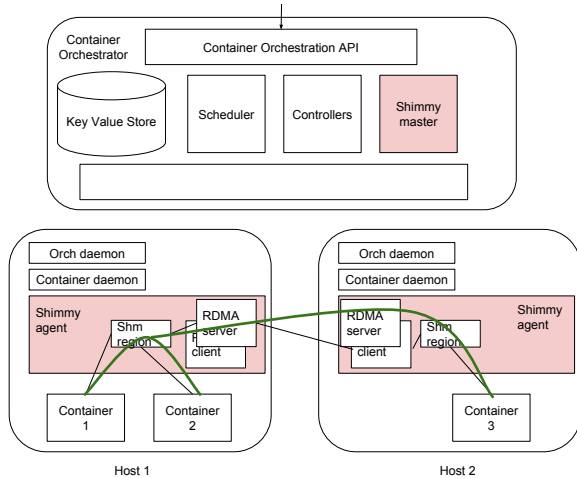 Container
Orchestrator
Container Orchestration API
Key Value Store
Scheduler
Controllers
Shimmy
master
Orch daemon
Container daemon
Shimmy
agent
Shm
region
RDMA
server
client
Container
1
Container
2
Host 1
Orch daemon
Container daemon
RDMA
server
client
Shm
region
Shimmy
agent
Container
3
Host 2